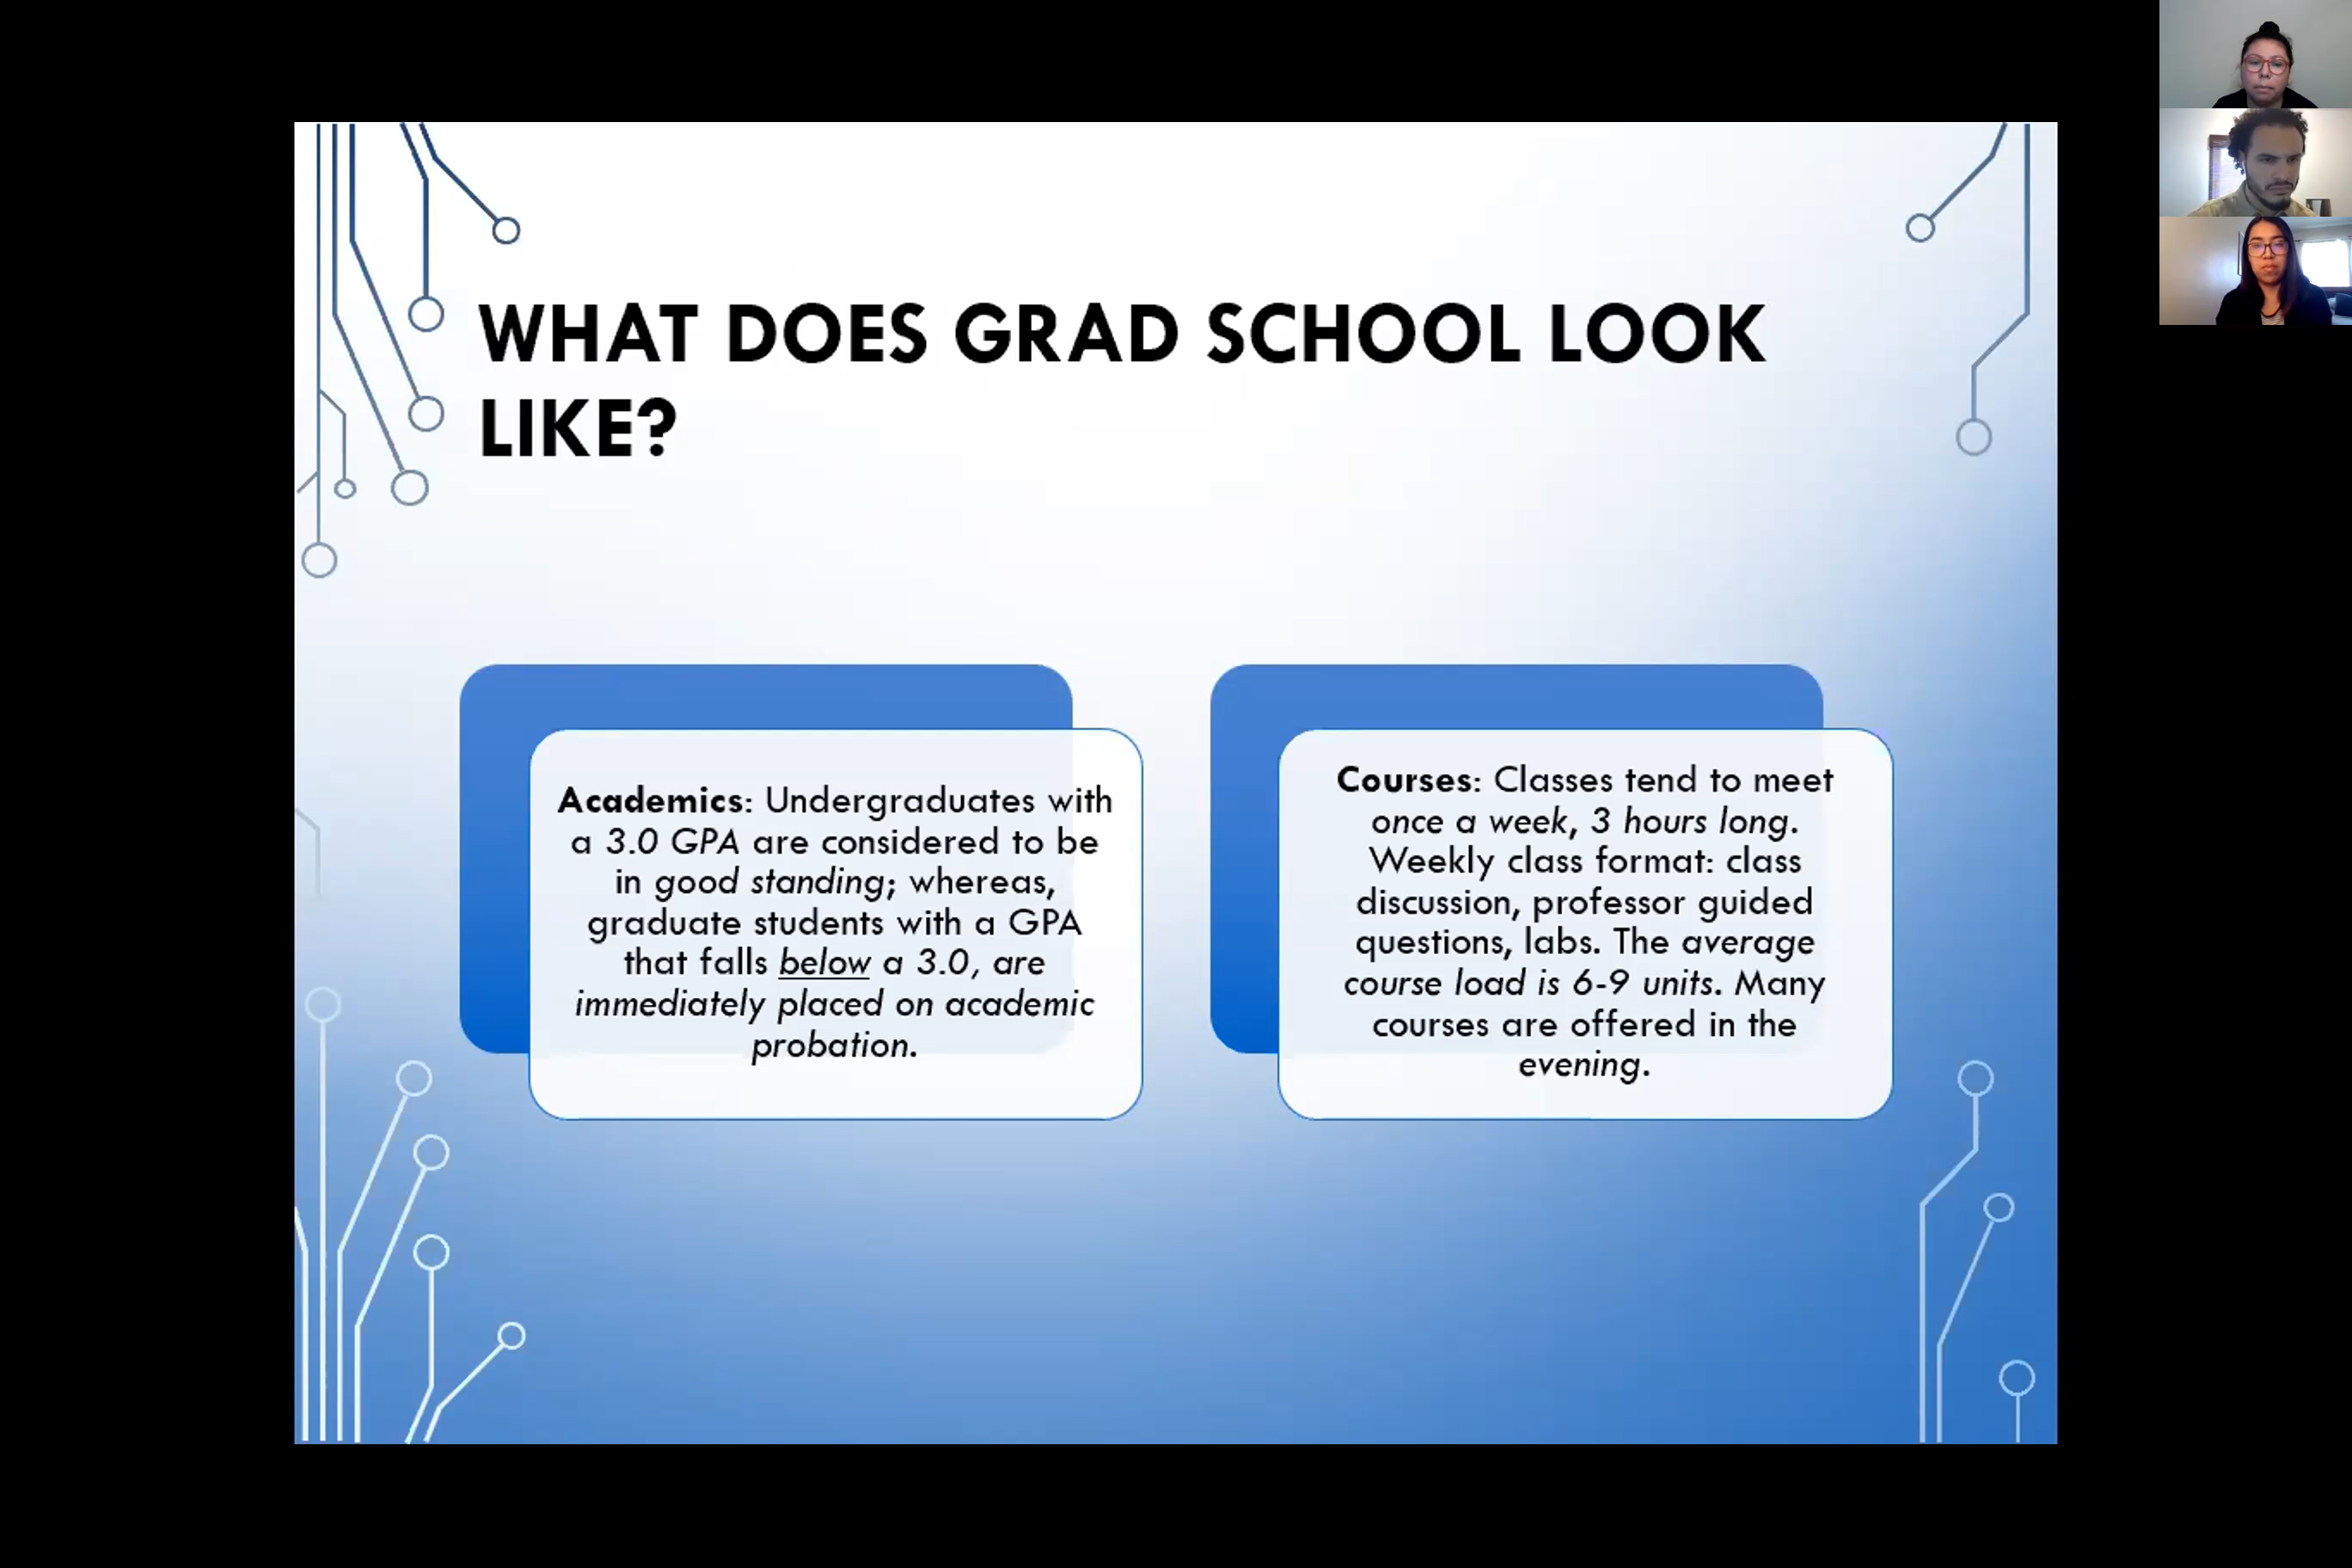 WHAT DOES GRAD SCHOOL LOOK
LIKE?
Academics: Undergraduates with
a 3.0 GPA are considered to be
in good standing; whereas,
graduate students with a GPA
that falls below a 3.0, are
immediately placed on academic
probation.
Courses: Classes tend to meet
once a week, 3 hours long.
Weekly class format: class
discussion, professor guided
questions, labs. The average
course load is 6-9 units. Many
courses are offered in the
evening.